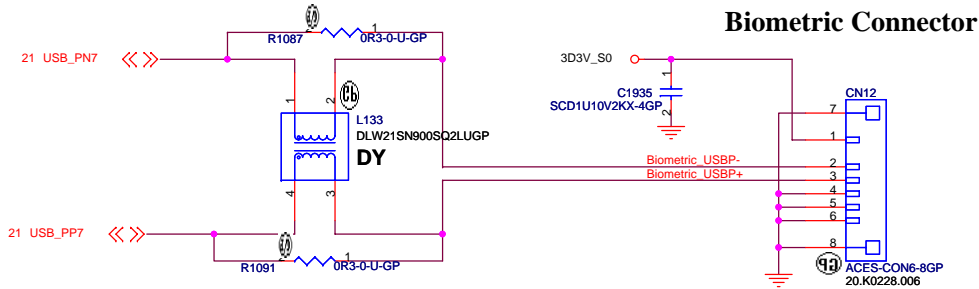 Biometric Connector
R1087
2
1
0R3-0-U-GP
21 USB_PN7
3D3V_S0
1
C1935
SCD1U10V2KX-4GP
2
CN12
7
1
2
3
4
5
6
8
1
2
L133
DLW21SN900SQ2LUGP
DY
4
3
Biometric_USBP-
Biometric_USBP+
21 USB_PP7
2
1
R1091
0R3-0-U-GP
ACES-CON6-8GP
20.K0228.006